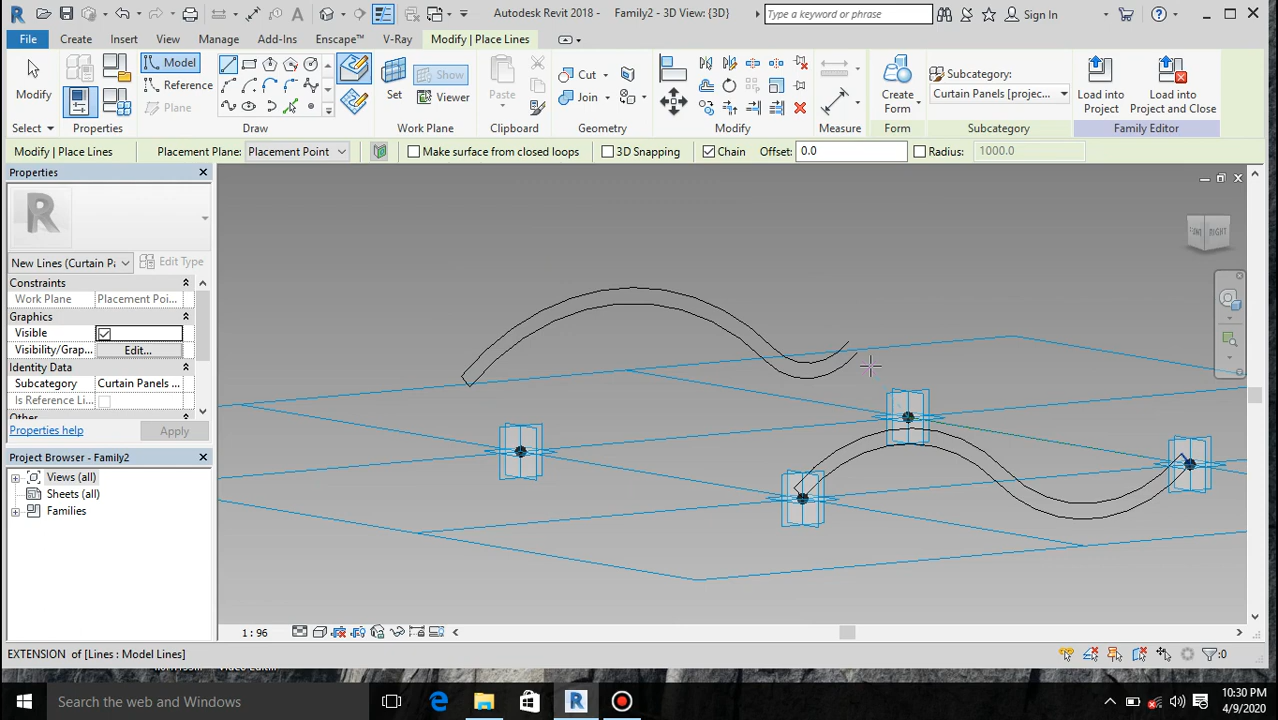 Autodesk Revit 2018 - Family2 - 3D View: {3D}
Type a keyword or phrase
Sign In
File Create Insert View Manage Add-Ins Enscape™ V-Ray Modify | Place Lines
Modify
Select
Properties
Model
Reference
Plane
Draw
Set
Show
Viewer
Work Plane
Paste
Clipboard
Cut
Join
Geometry
Modify
Measure
Create
Form
Form
Subcategory:
Curtain Panels [projec...
Subcategory
Load into
Project
Load into
Project and Close
Family Editor
Modify | Place Lines Placement Plane: Placement Point Make surface from closed loops 3D Snapping Chain Offset: 0.0 Radius: 1000.0
Properties
New Lines (Curtain Pa
Edit Type
Constraints
Work Plane Placement Poi...
Graphics
Visible
Visibility/Grap... Edit...
Identity Data
Subcategory Curtain Panels ...
Is Reference Li...
Other
Properties help Apply
Project Browser - Family2
Views (all)
Sheets (all)
Families
RIGHT
1 : 96
EXTENSION of [Lines : Model Lines]
:0
Search the web and Windows
10:30 PM
4/9/2020